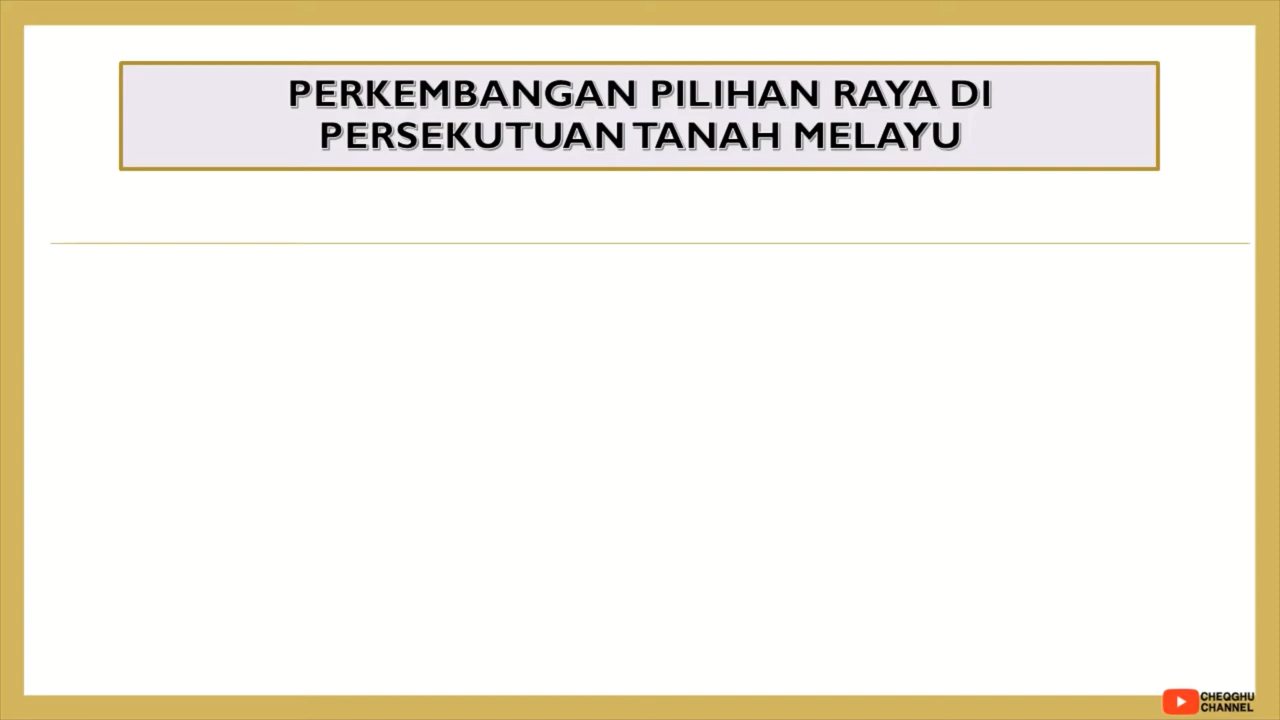 PERKEMBANGAN PILIHAN RAYA DI
PERSEKUTUAN TANAH MELAYU
CHEQGHU
CHANNEL